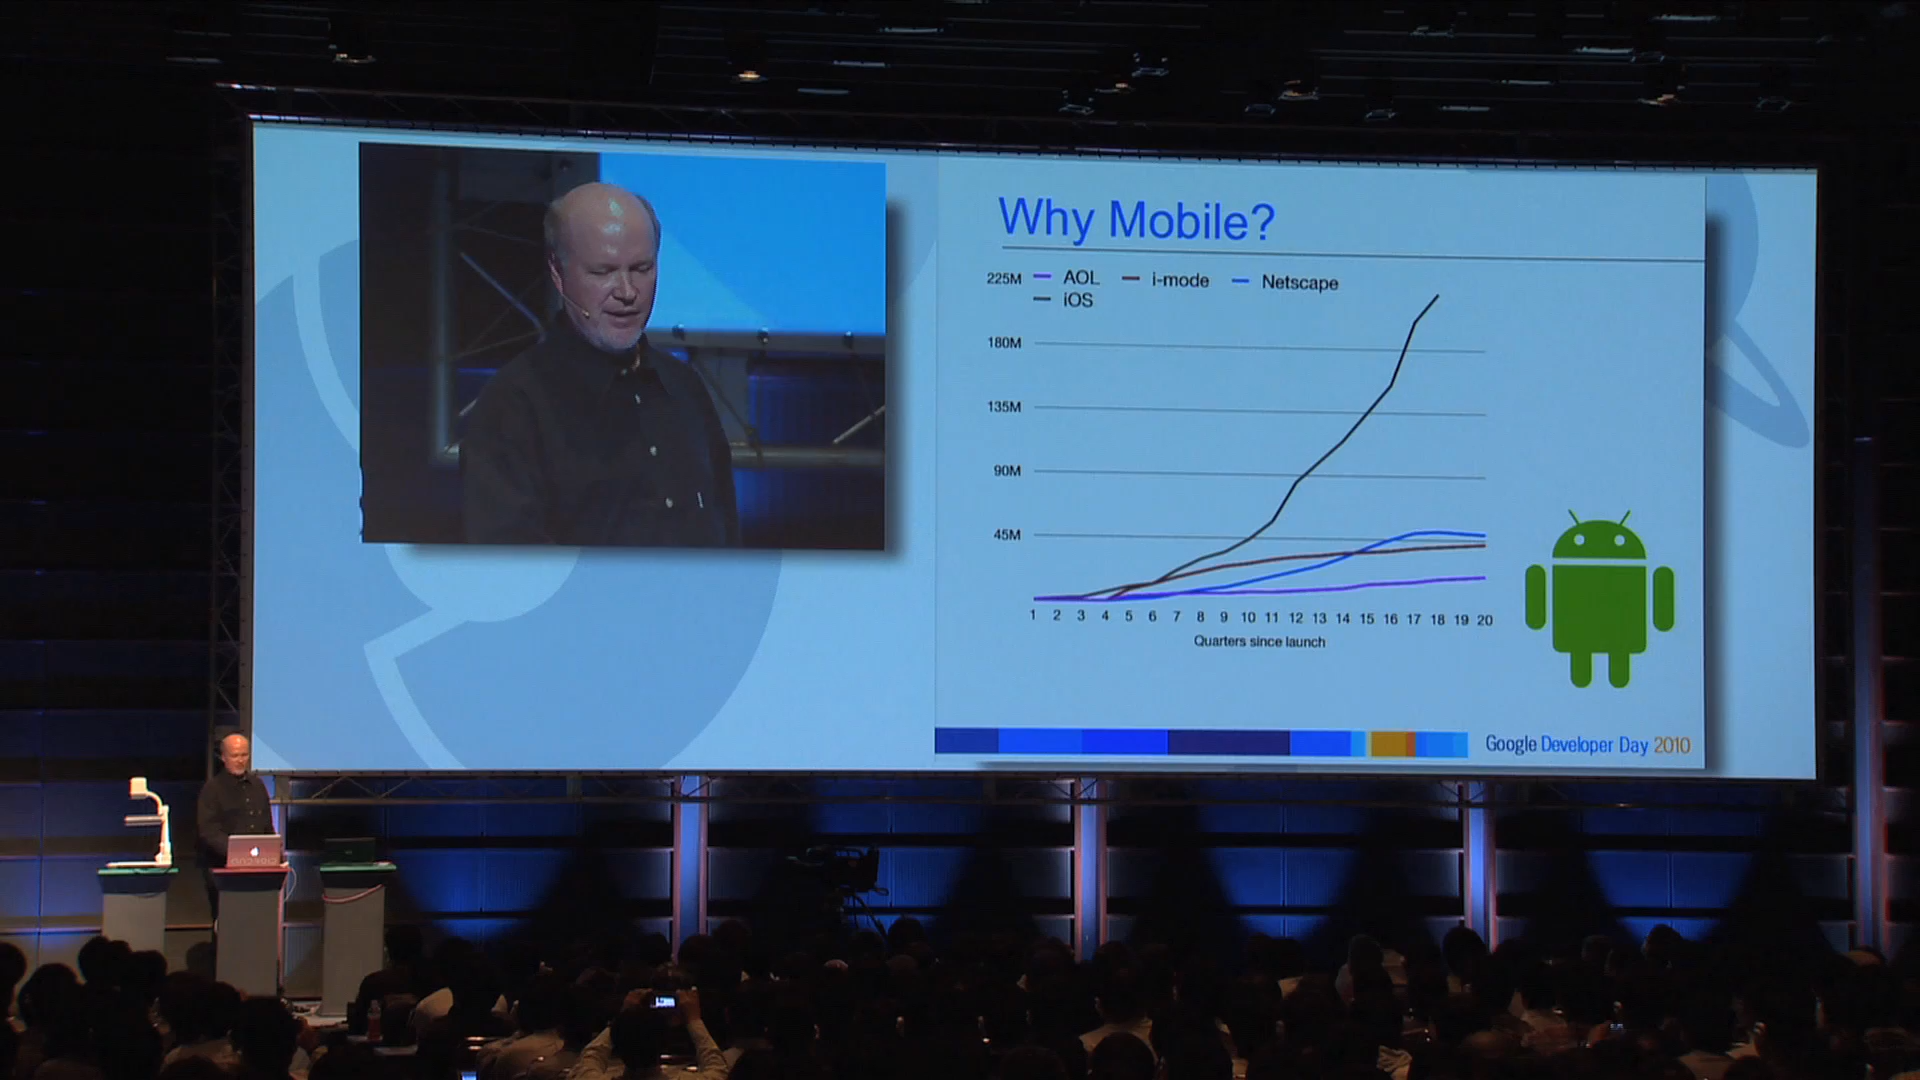 Why Mobile?
225M
AOL
i-mode
Netscape
iOS
180M
135M
90M
45M
1 2 3 4 5 6 7 8 9 10 11 12 13 14 15 16 17 18 19 20
Quarters since launch
Google Developer Day 2010